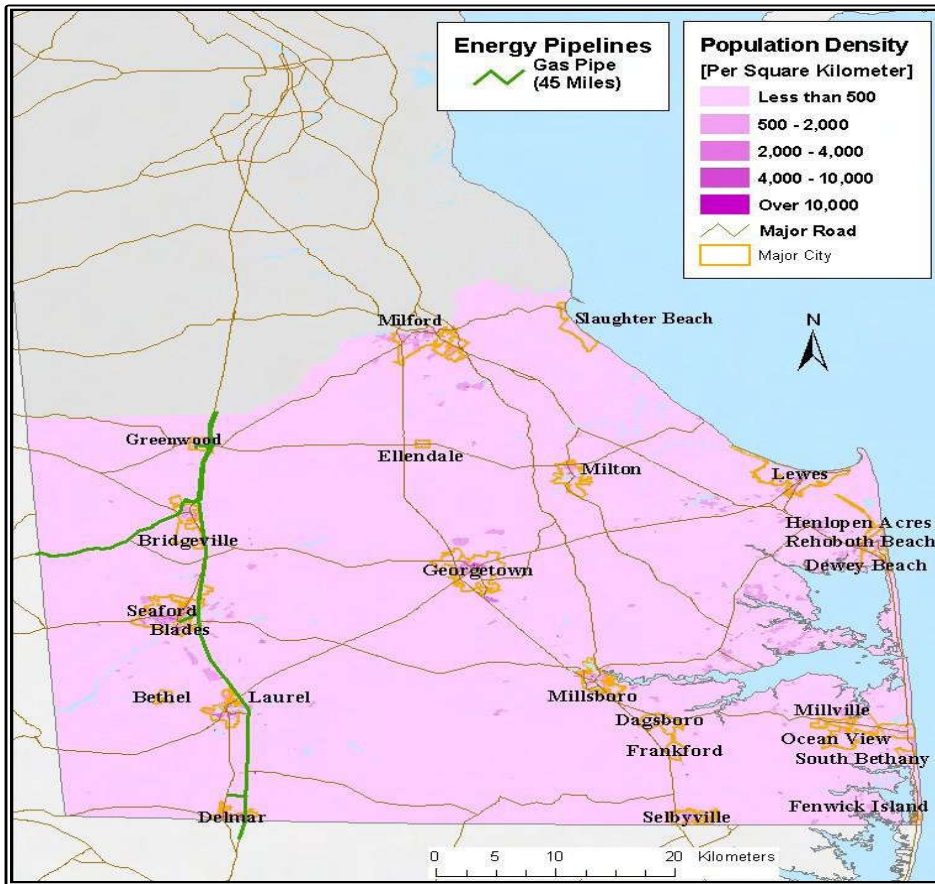 Energy Pipelines
Gas Pipe
(45 Miles)
Population Density
[Per Square Kilometer]
Less than 500
500 - 2,000
2,000 - 4,000
4,000 - 10,000
Over 10,000
Major Road
Major City
Milford
Slaughter Beach
N
Greenwood
Ellendale
Milton
Lewes
Bridgeville
Henlopen Acres
Rehoboth Beach
Dewey Beach
Georgetown
Seaford
Blades
Bethel
Laurel
Millsboro
Dagsboro
Frankford
Millville
Ocean View
South Bethany
Delmar
Selbyville
Fenwick Island
0 5 10 20 Kilometers